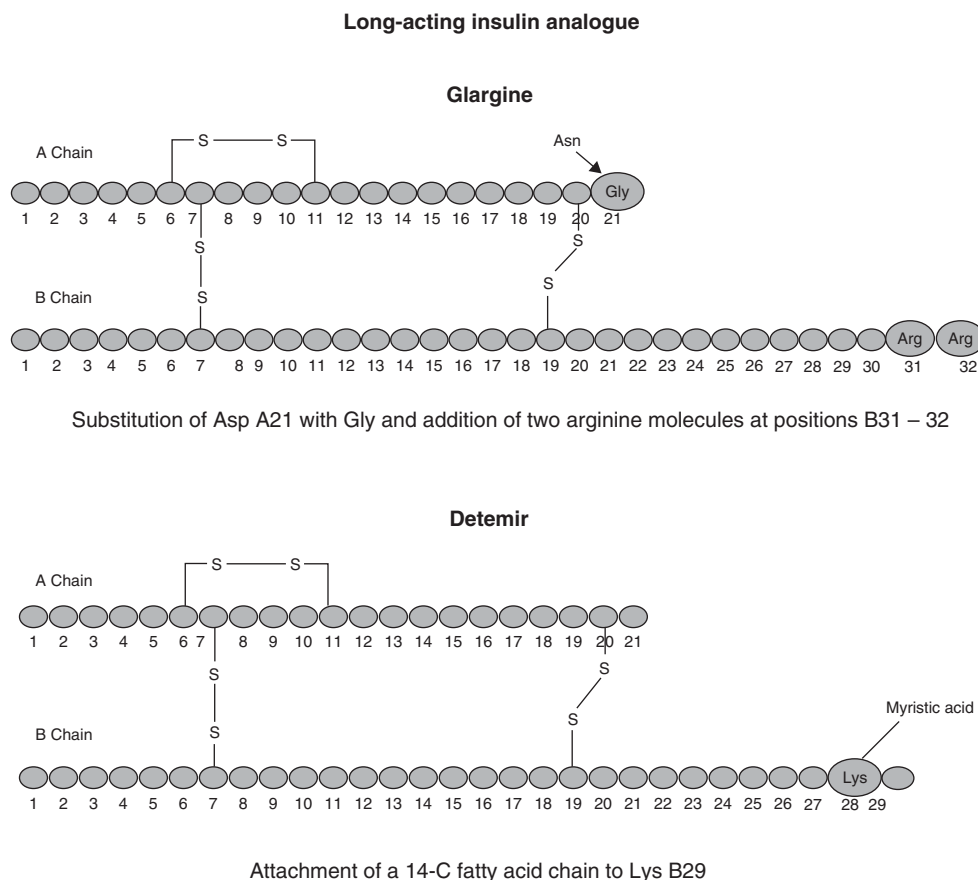 Long-acting insulin analogue
Glargine
Asn
A Chain
S S
Gly
1 2 3 4 5 6 7 8 9 10 11 12 13 14 15 16 17 18 19 20 21
S S
S
B Chain
S
Arg Arg
1 2 3 4 5 6 7 8 9 10 11 12 13 14 15 16 17 18 19 20 21 22 23 24 25 26 27 28 29 30 31 32
Substitution of Asp A21 with Gly and addition of two arginine molecules at positions B31 – 32
Detemir
S S
A Chain
1 2 3 4 5 6 7 8 9 10 11 12 13 14 15 16 17 18 19 20 21
S S
Myristic acid
S S
B Chain
Lys
1 2 3 4 5 6 7 8 9 10 11 12 13 14 15 16 17 18 19 20 21 22 23 24 25 26 27 28 29
Attachment of a 14-C fatty acid chain to Lys B29